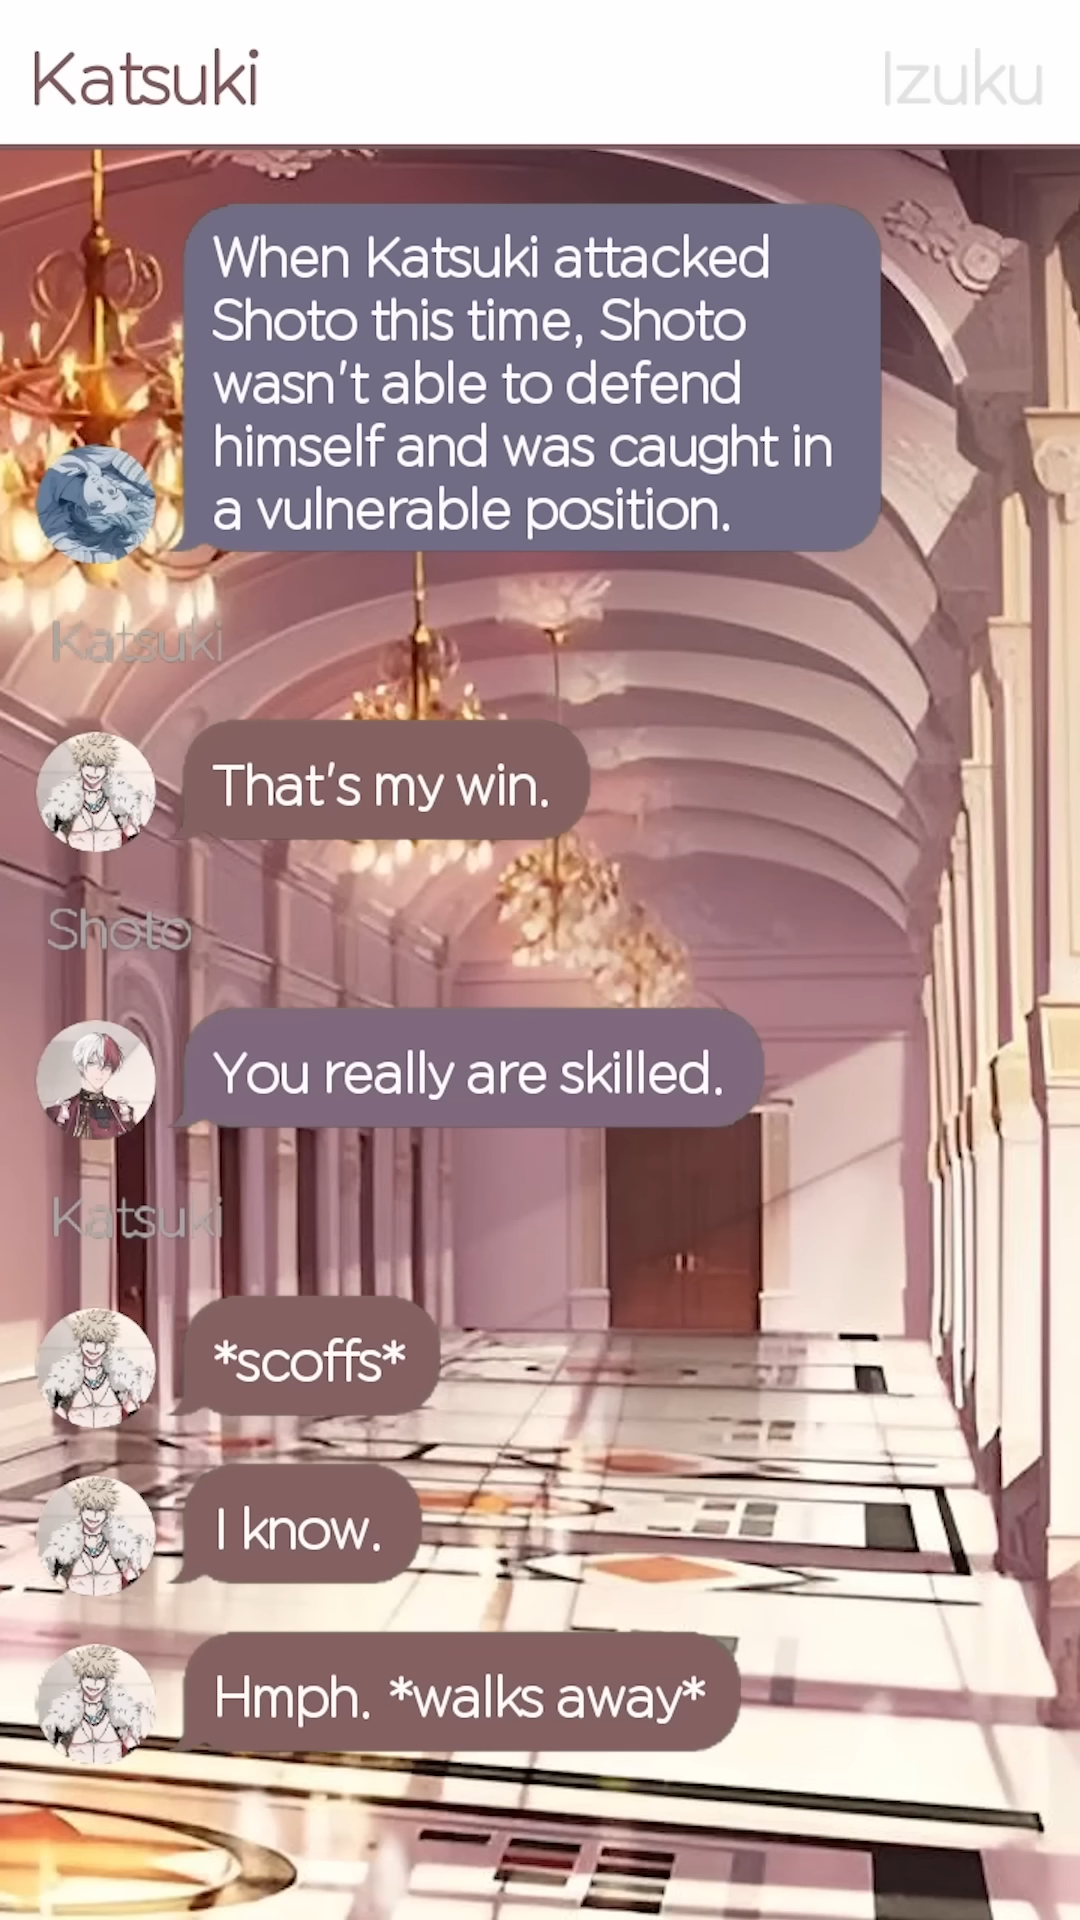 Katsuki
Izuku
When Katsuki attacked
Shoto this time, Shoto
wasn't able to defend
himself and was caught in
a vulnerable position.
Katsuki
That's my win.
Shoto
You really are skilled.
Katsuki
*scoffs*
I know.
Hmph. *walks away*